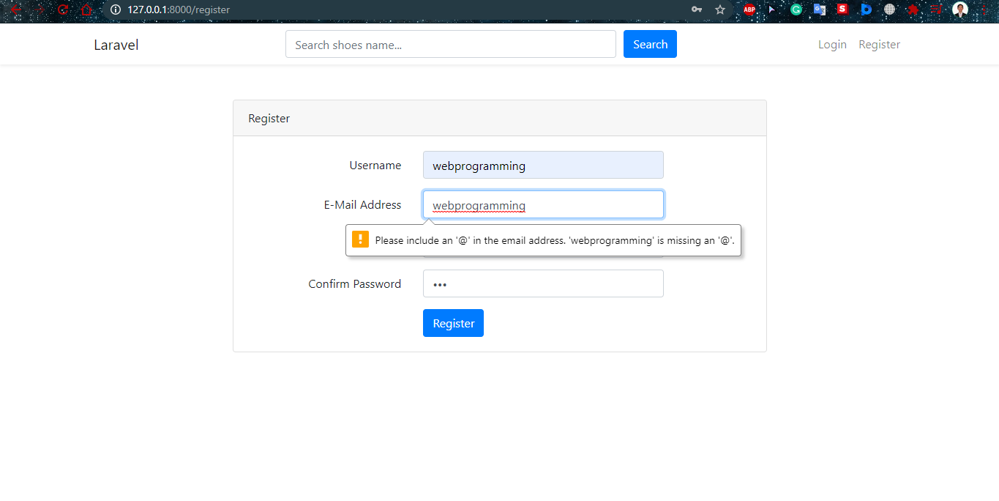 127.0.0.1:8000/register
ABP
Laravel
Search shoes name...
Search
Login
Register
Register
Username
webprogramming
E-Mail Address
webprogramming
Please include an '@' in the email address. 'webprogramming' is missing an '@'.
Confirm Password
•••
Register